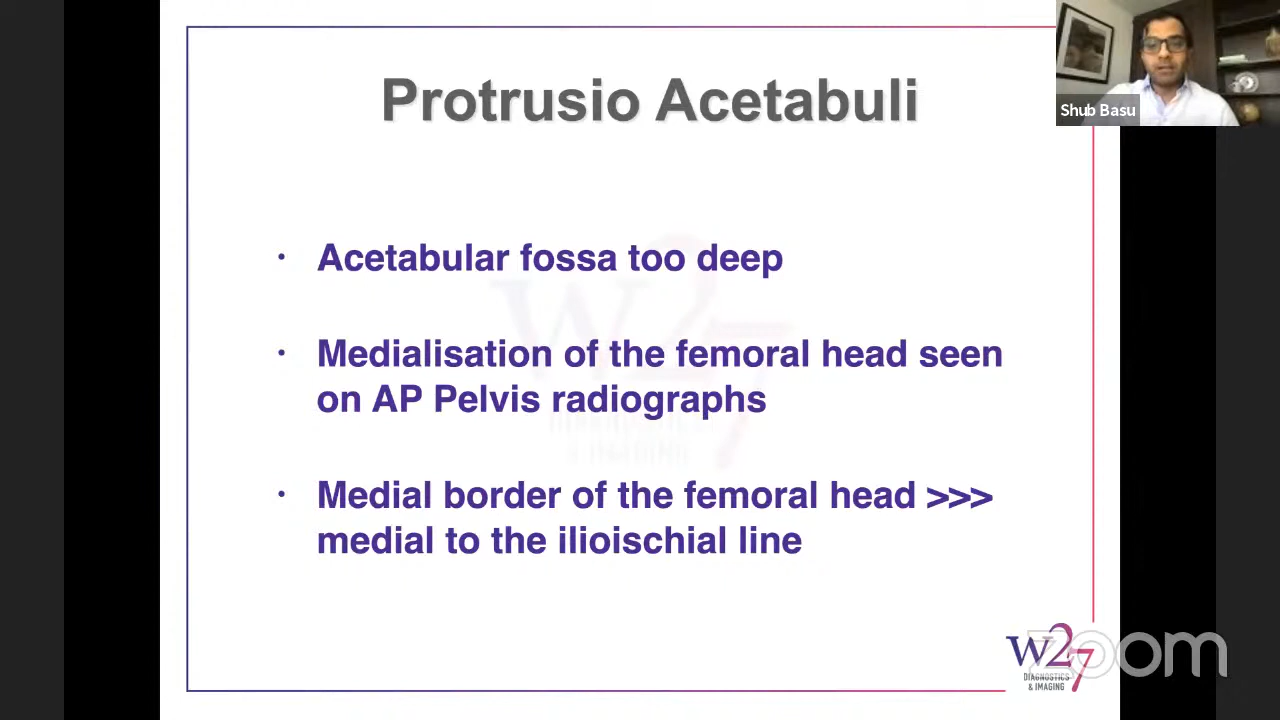 Protrusio Acetabuli
Shub Basu
• Acetabular fossa too deep
• Medialisation of the femoral head seen
on AP Pelvis radiographs
• Medial border of the femoral head >>>
medial to the ilioischial line
W27
DIAGNOSTICS
& IMAGING
zoom